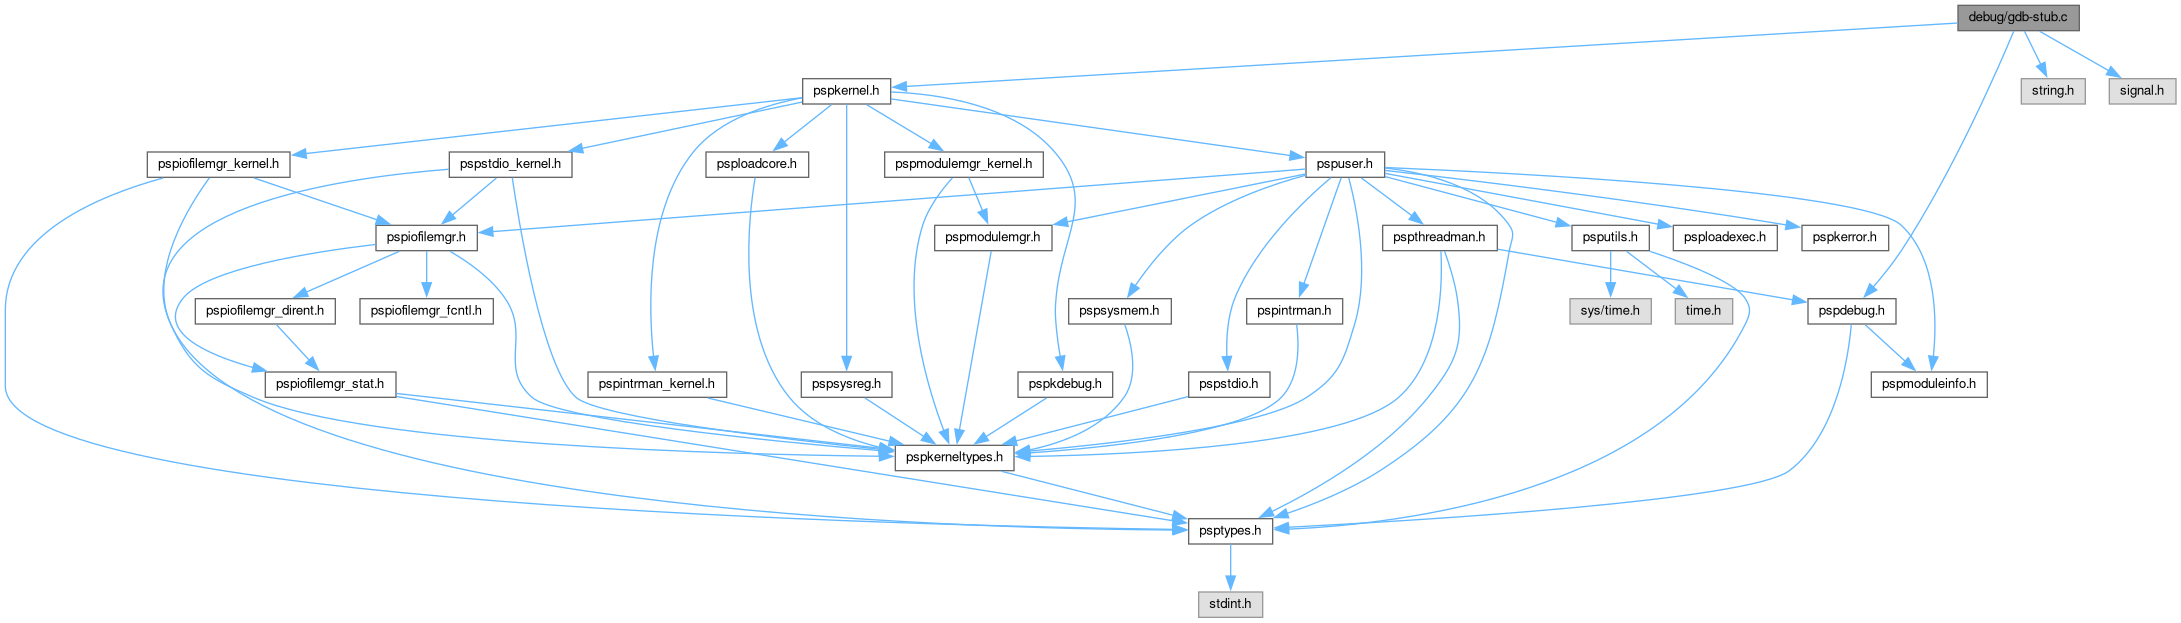 debug/gdb-stub.c
pspkernel.h
string.h
signal.h
pspiofilemgr_kernel.h
pspstdio_kernel.h
psploadcore.h
pspmodulemgr_kernel.h
pspuser.h
pspiofilemgr.h
pspmodulemgr.h
pspthreadman.h
psputils.h
psploadexec.h
pspkerror.h
pspiofilemgr_dirent.h
pspiofilemgr_fcntl.h
pspsysmem.h
pspintrman.h
sys/time.h
time.h
pspdebug.h
pspiofilemgr_stat.h
pspintrman_kernel.h
pspsysreg.h
pspkdebug.h
pspstdio.h
pspmoduleinfo.h
pspkerneltypes.h
psptypes.h
stdint.h